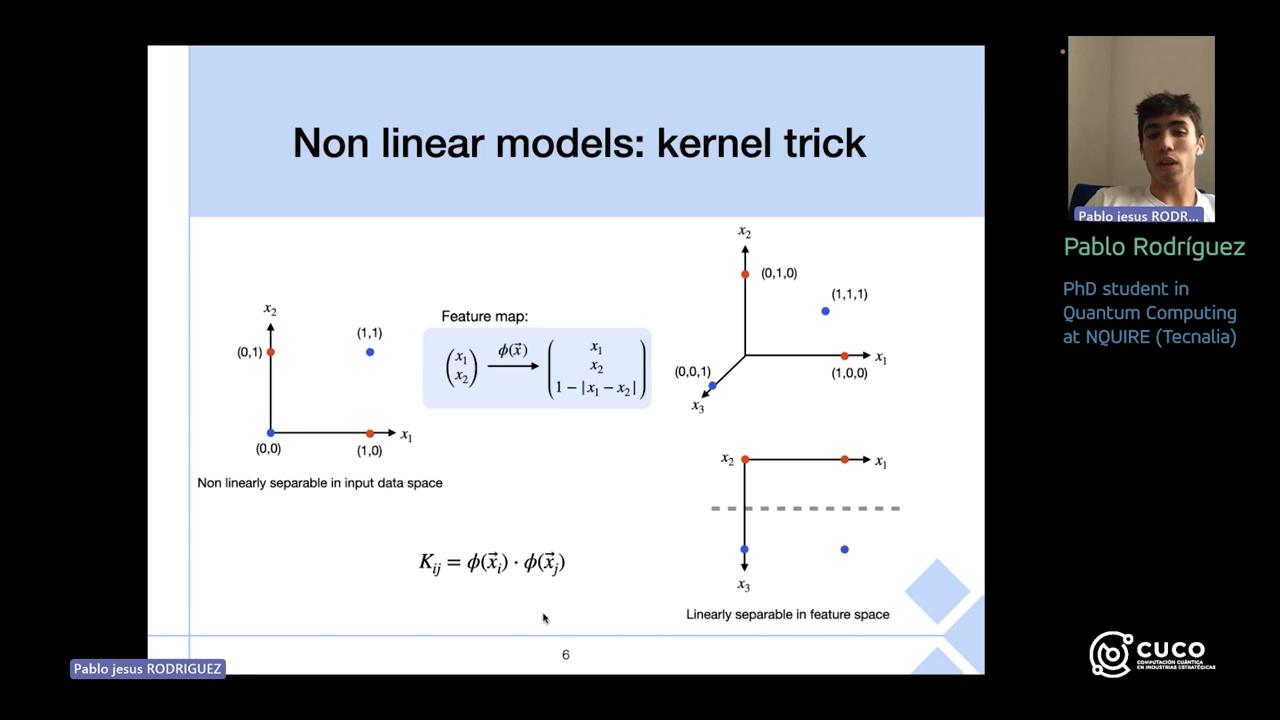 Non linear models: kernel trick
x₂
(0,1)
(1,1)
(0,0)
(1,0)
x₁
Non linearly separable in input data space
Feature map:
(x₁ x₂) ϕ(x⃗) → (x₁ x₂ 1 − |x₁ − x₂|)
K_ij = ϕ(x⃗_i) · ϕ(x⃗_j)
x₂
(0,1,0)
(1,1,1)
x₁
(0,0,1)
(1,0,0)
x₃
x₂
x₁
x₃
Linearly separable in feature space
6
Pablo jesus RODRIGUEZ
Pablo jesus RODR...
Pablo Rodríguez
PhD student in
Quantum Computing
at NQUIRE (Tecnalia)
CUCO
COMPUTACIÓN CUÁNTICA
EN INDUSTRIAS ESTRATÉGICAS